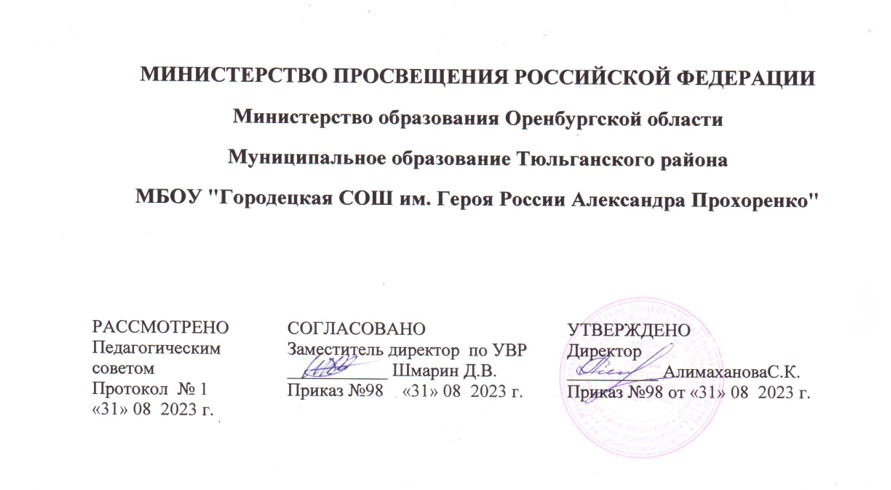 МИНИСТЕРСТВО ПРОСВЕЩЕНИЯ РОССИЙСКОЙ ФЕДЕРАЦИИ
Министерство образования Оренбургской области
Муниципальное образование Тюльганского района
МБОУ "Городецкая СОШ им. Героя России Александра Прохоренко"
РАССМОТРЕНО
Педагогическим
советом
Протокол № 1
«31» 08 2023 г.
СОГЛАСОВАНО
Заместитель директор по УВР
___________ Шмарин Д.В.
Приказ №98 «31» 08 2023 г.
УТВЕРЖДЕНО
Директор
__________АлимахановаС.К.
Приказ №98 от «31» 08 2023 г.